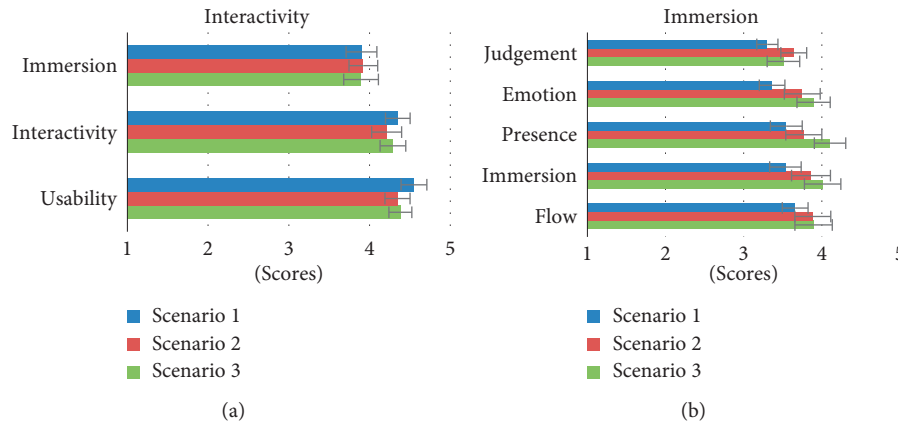 Interactivity
Immersion
Interactivity
Usability
1 2 3 4 5
(Scores)
Scenario 1
Scenario 2
Scenario 3
(a)
Immersion
Judgement
Emotion
Presence
Immersion
Flow
1 2 3 4 5
(Scores)
Scenario 1
Scenario 2
Scenario 3
(b)